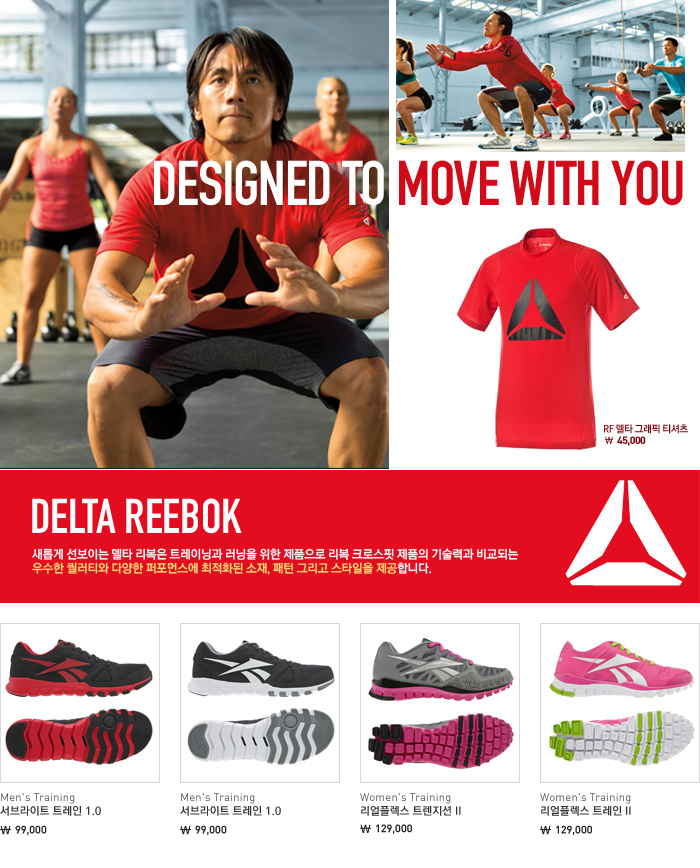 DESIGNED TO MOVE WITH YOU
RF 델타 그래픽 티셔츠
₩ 45,000
DELTA REEBOK
새롭게 선보이는 델타 리복은 트레이닝과 러닝을 위한 제품으로 리복 크로스핏 제품의 기술력과 비교되는
우수한 퀄러티와 다양한 퍼포먼스에 최적화된 소재, 패턴 그리고 스타일을 제공합니다.
Men's Training
서브라이트 트레인 1.0
₩ 99,000
Men's Training
서브라이트 트레인 1.0
₩ 99,000
Women's Training
리얼플렉스 트렌지션 II
₩ 129,000
Women's Training
리얼플렉스 트레인 II
₩ 129,000